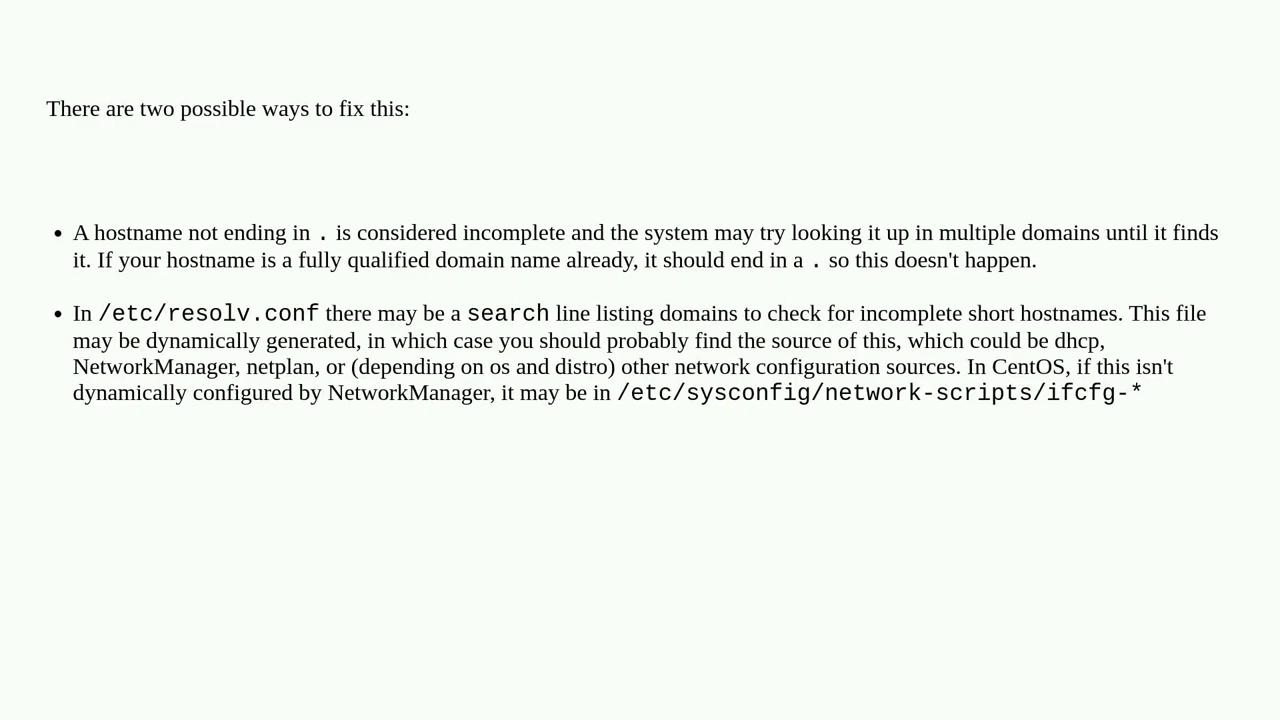 There are two possible ways to fix this:
• A hostname not ending in . is considered incomplete and the system may try looking it up in multiple domains until it finds
it. If your hostname is a fully qualified domain name already, it should end in a . so this doesn't happen.
• In /etc/resolv.conf there may be a search line listing domains to check for incomplete short hostnames. This file
may be dynamically generated, in which case you should probably find the source of this, which could be dhcp,
NetworkManager, netplan, or (depending on os and distro) other network configuration sources. In CentOS, if this isn't
dynamically configured by NetworkManager, it may be in /etc/sysconfig/network-scripts/ifcfg-*